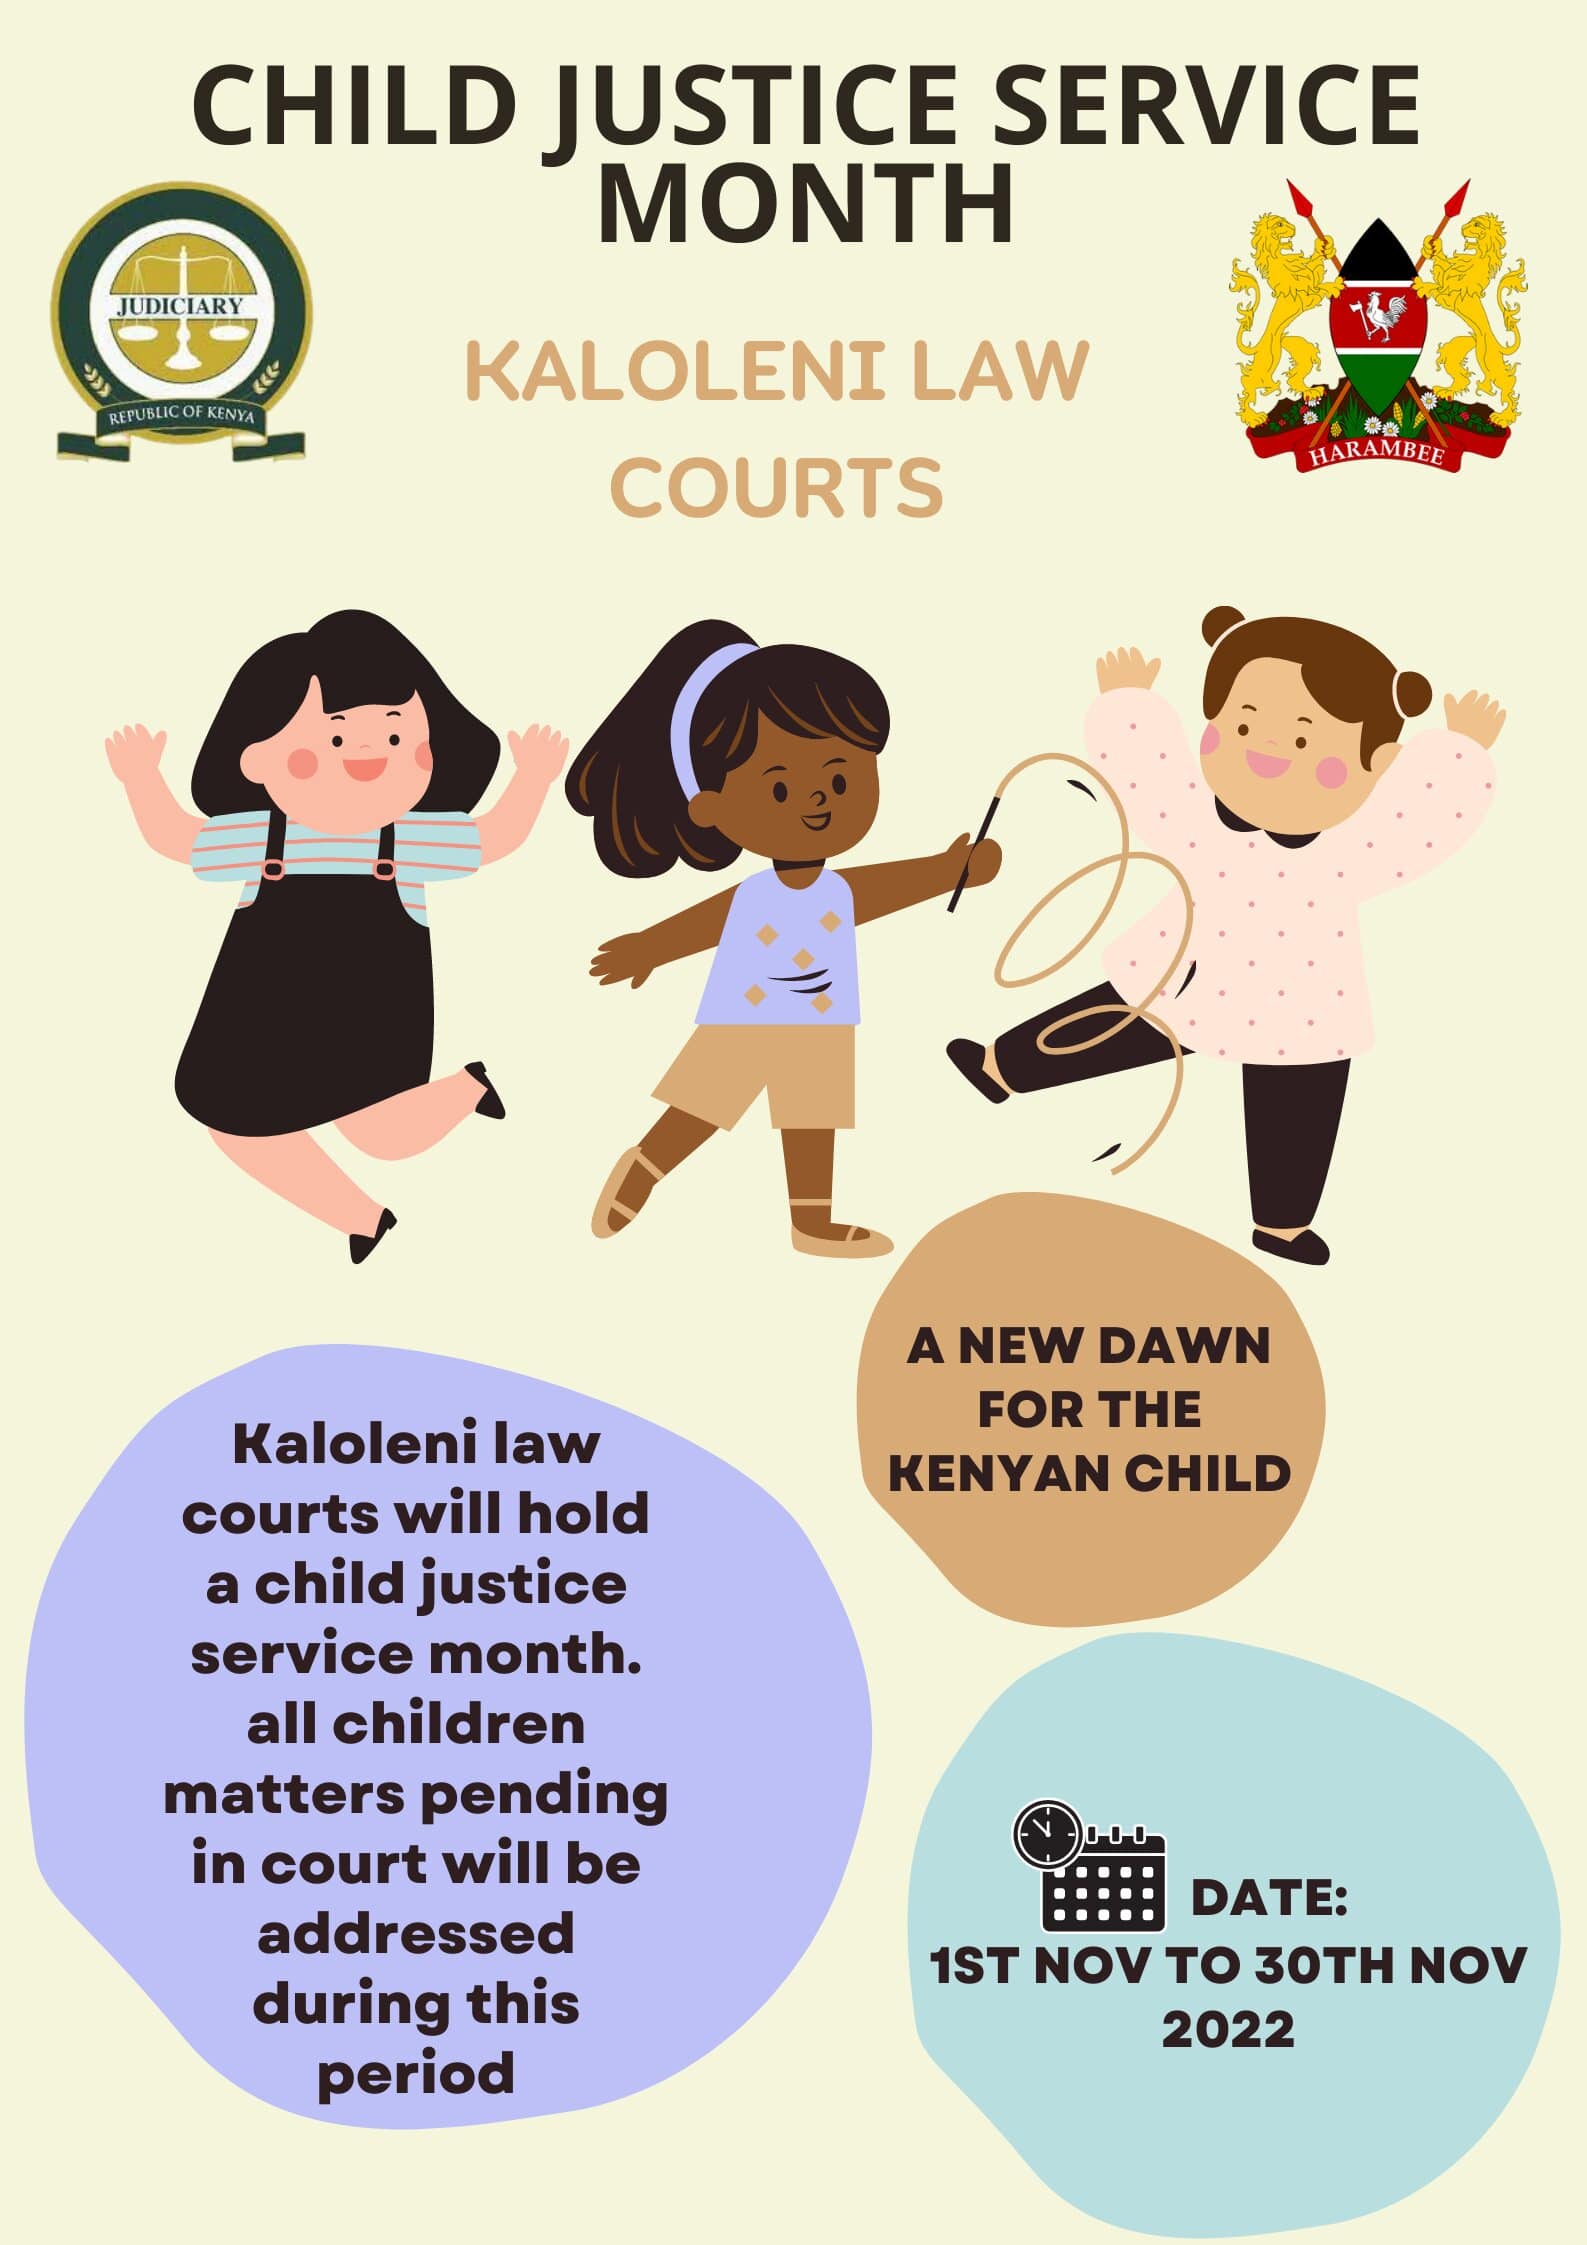 CHILD JUSTICE SERVICE
MONTH
JUDICIARY
REPUBLIC OF KENYA
KALOLENI LAW
COURTS
HARAMBEE
A NEW DAWN
FOR THE
KENYAN CHILD
Kaloleni law
courts will hold
a child justice
service month.
all children
matters pending
in court will be
addressed
during this
period
DATE:
1ST NOV TO 30TH NOV
2022